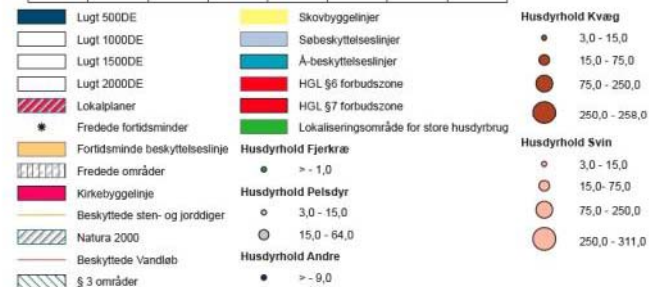 Lugt 500DE
Lugt 1000DE
Lugt 1500DE
Lugt 2000DE
Lokalplaner
Fredede fortidsminder
Fortidsminde beskyttelseslinje
Fredede områder
Kirkebyggelinje
Beskyttede sten- og jorddiger
Natura 2000
Beskyttede Vandløb
§ 3 områder
Skovbyggelinjer
Søbeskyttelseslinjer
Å-beskyttelseslinjer
HGL §6 forbudszone
HGL §7 forbudszone
Lokaliseringsområde for store husdyrbrug
Husdyrhold Fjerkræ
> - 1,0
Husdyrhold Pelsdyr
3,0 - 15,0
15,0 - 64,0
Husdyrhold Andre
> - 9,0
Husdyrhold Kvæg
3,0 - 15,0
15,0 - 75,0
75,0 - 250,0
250,0 - 258,0
Husdyrhold Svin
3,0 - 15,0
15,0- 75,0
75,0 - 250,0
250,0 - 311,0